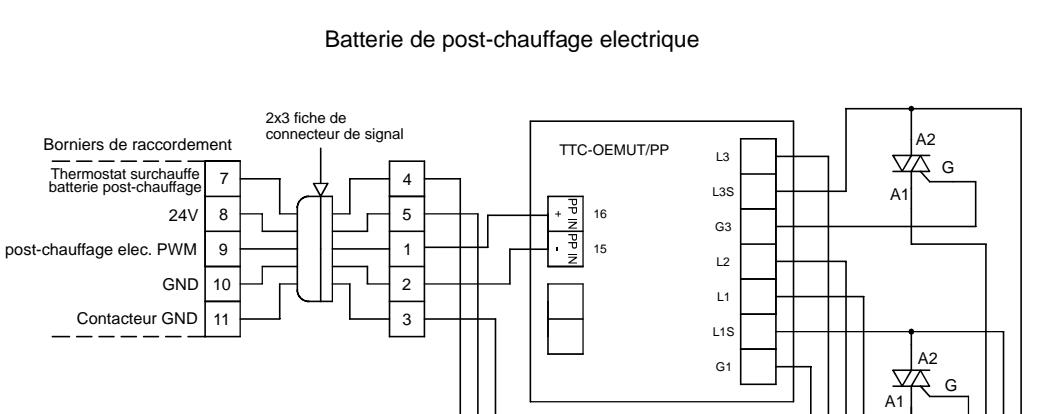 Batterie de post-chauffage electrique
2x3 fiche de
connecteur de signal
Borniers de raccordement
Thermostat surchauffe
batterie post-chauffage
24V
post-chauffage elec. PWM
GND
Contacteur GND
7
8
9
10
11
4
5
1
2
3
TTC-OEMUT/PP
+ PP IN 16
- PP IN 15
L3
L3S
G3
L2
L1
L1S
G1
A2
G
A1
A2
G
A1